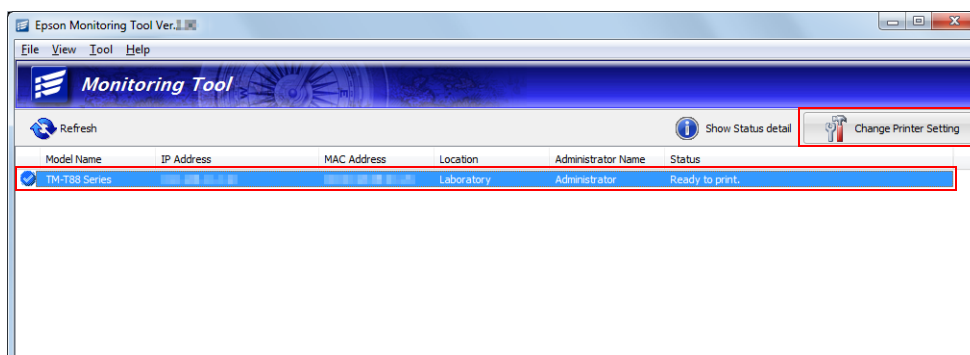 Epson Monitoring Tool Ver.
File View Tool Help
Monitoring Tool
Refresh Show Status detail Change Printer Setting
Model Name IP Address MAC Address Location Administrator Name Status
TM-T88 Series Laboratory Administrator Ready to print.